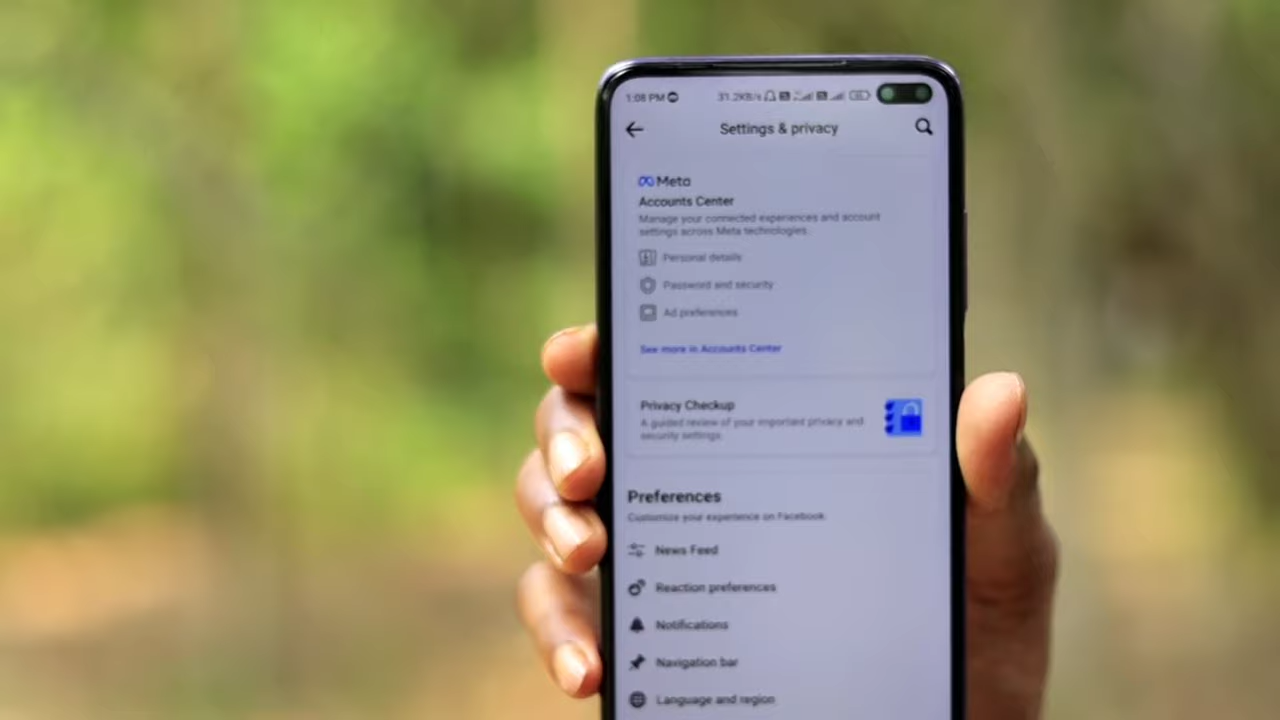 1:08 PM 31.2KB/s
Settings & privacy
Meta
Accounts Center
Manage your connected experiences and account
settings across Meta technologies.
Personal details
Password and security
Ad preferences
See more in Accounts Center
Privacy Checkup
A guided review of your important privacy and
security settings.
Preferences
Customize your experience on Facebook.
News Feed
Reaction preferences
Notifications
Navigation bar
Language and region